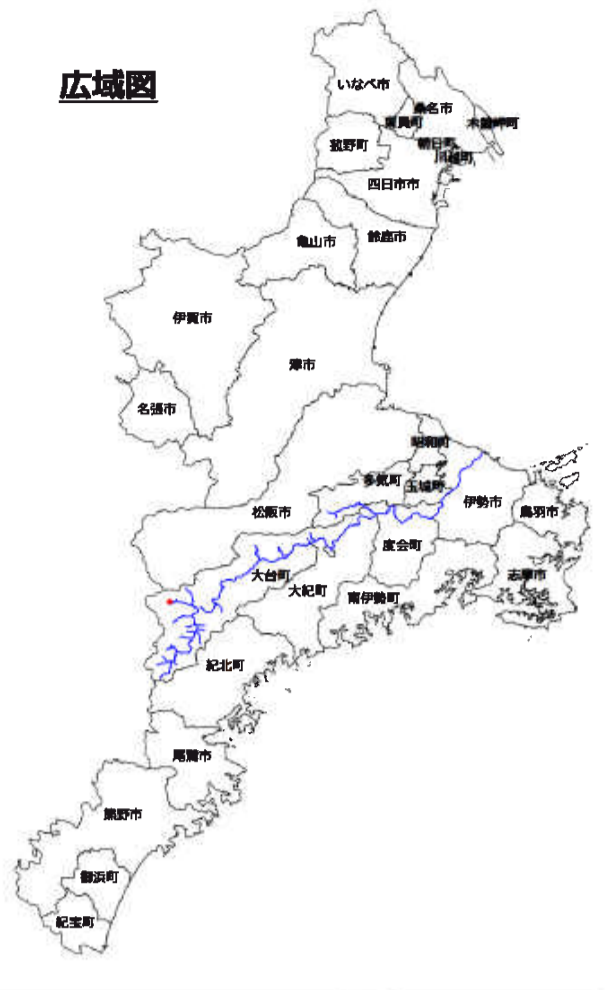 広域図
いなべ市
桑名市
東員町
木曽岬町
朝日町
川越町
菰野町
四日市市
亀山市
鈴鹿市
伊賀市
津市
名張市
明和町
多気町
玉城町
松阪市
伊勢市
鳥羽市
度会町
大台町
大紀町
南伊勢町
志摩市
紀北町
尾鷲市
熊野市
御浜町
紀宝町